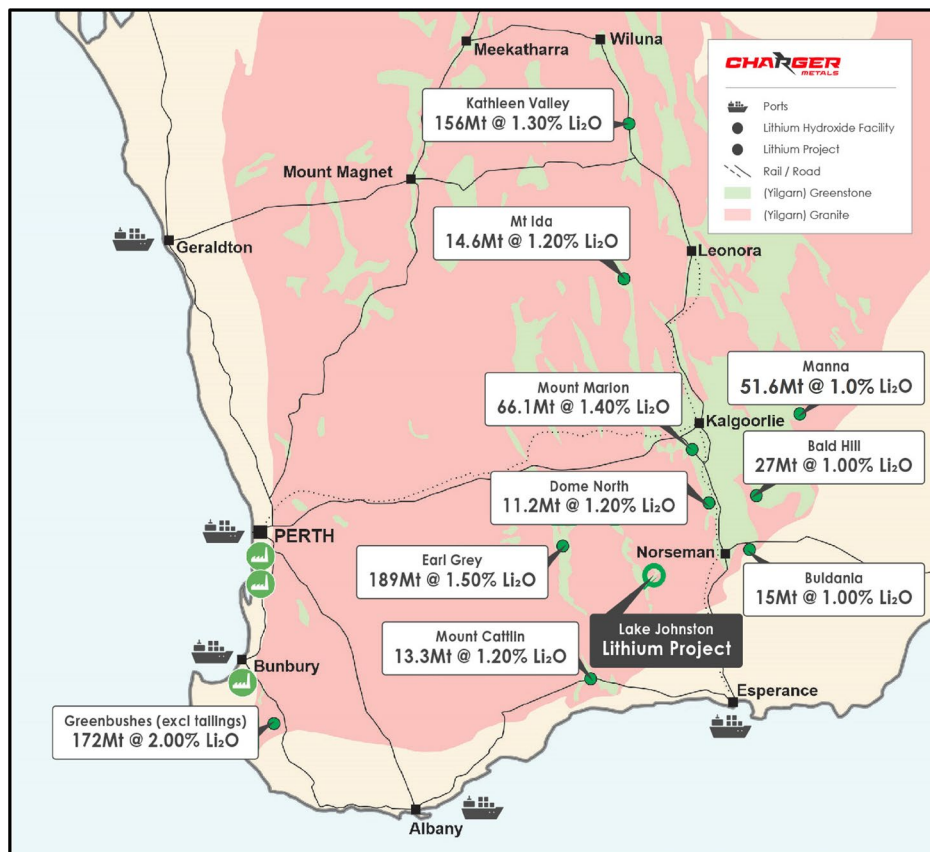 Meekatharra
Wiluna
CHARGER
METALS
Ports
Lithium Hydroxide Facility
Lithium Project
Rail / Road
(Yilgarn) Greenstone
(Yilgarn) Granite
Kathleen Valley
156Mt @ 1.30% Li₂O
Mount Magnet
Mt Ida
14.6Mt @ 1.20% Li₂O
Geraldton
Leonora
Manna
51.6Mt @ 1.0% Li₂O
Mount Marion
66.1Mt @ 1.40% Li₂O
Kalgoorlie
Bald Hill
27Mt @ 1.00% Li₂O
Dome North
11.2Mt @ 1.20% Li₂O
PERTH
Earl Grey
189Mt @ 1.50% Li₂O
Norseman
Buldania
15Mt @ 1.00% Li₂O
Lake Johnston
Lithium Project
Mount Cattlin
13.3Mt @ 1.20% Li₂O
Bunbury
Esperance
Greenbushes (excl tailings)
172Mt @ 2.00% Li₂O
Albany